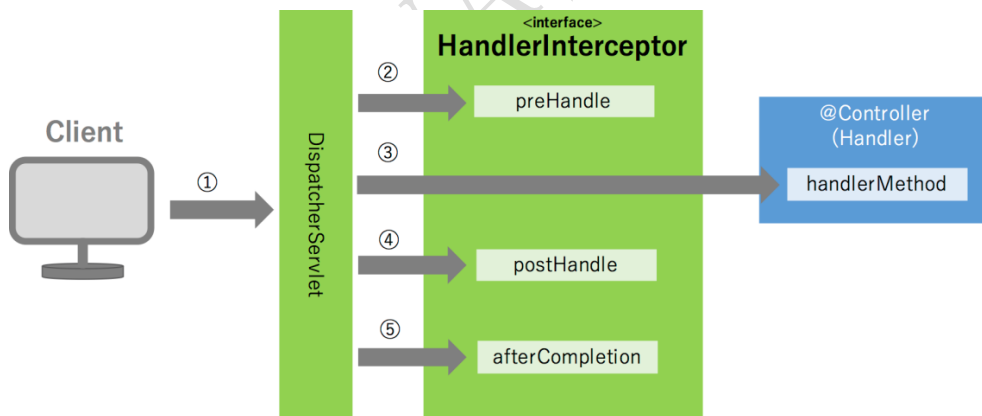 <interface>
HandlerInterceptor
②
preHandle
@Controller
(Handler)
Client
DispatcherServlet
③
①
handlerMethod
④
postHandle
⑤
afterCompletion